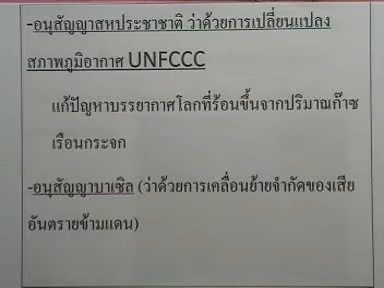 -อนุสัญญาสหประชาชาติ ว่าด้วยการเปลี่ยนแปลง
สภาพภูมิอากาศ UNFCCC
แก้ปัญหาบรรยากาศโลกที่ร้อนขึ้นจากปริมาณก๊าซ
เรือนกระจก
-อนุสัญญาบาเซิล (ว่าด้วยการเคลื่อนย้ายจำกัดของเสีย
อันตรายข้ามแดน)